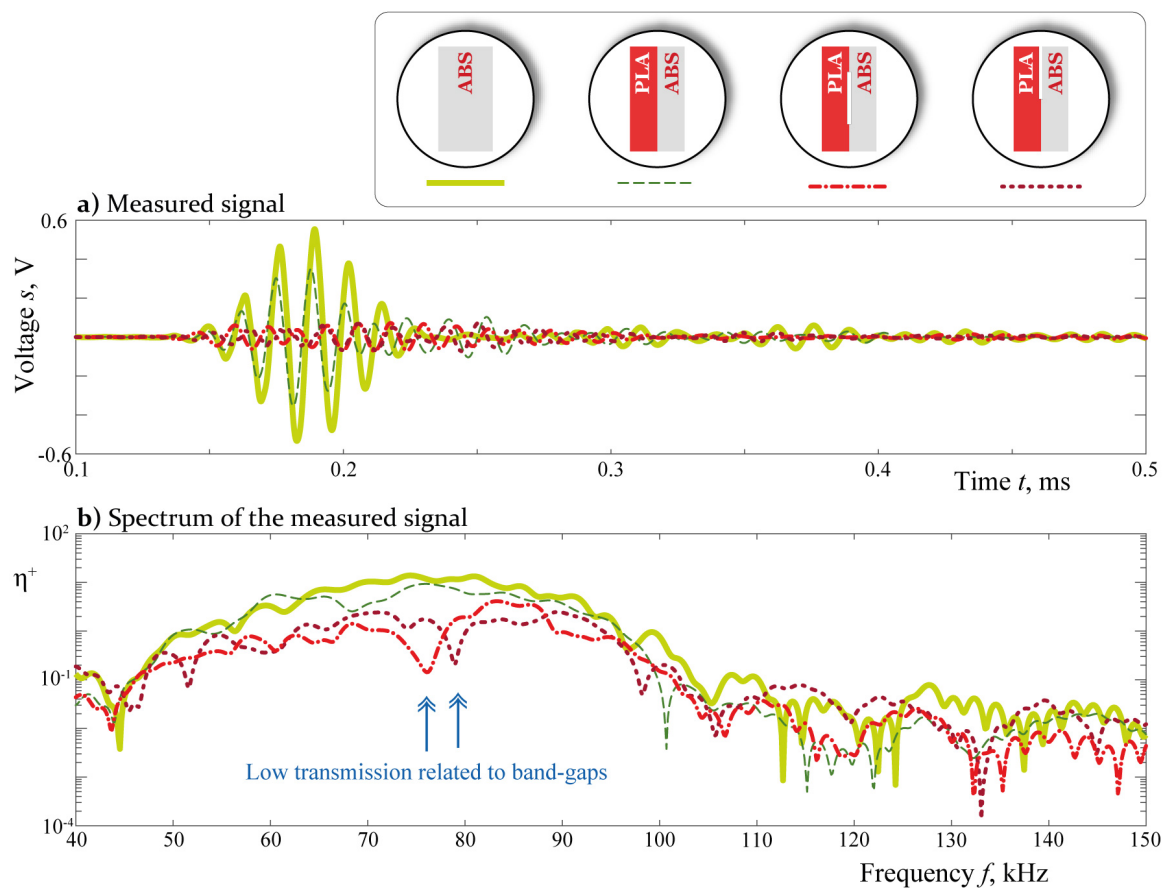 ABS
PLA ABS
PLA ABS
PLA ABS
a) Measured signal
0.6
Voltage s, V
-0.6
0.1 0.2 0.3 0.4 0.5
Time t, ms
b) Spectrum of the measured signal
10²
η⁺
10⁻¹
Low transmission related to band-gaps
10⁻⁴
40 50 60 70 80 90 100 110 120 130 140 150
Frequency f, kHz